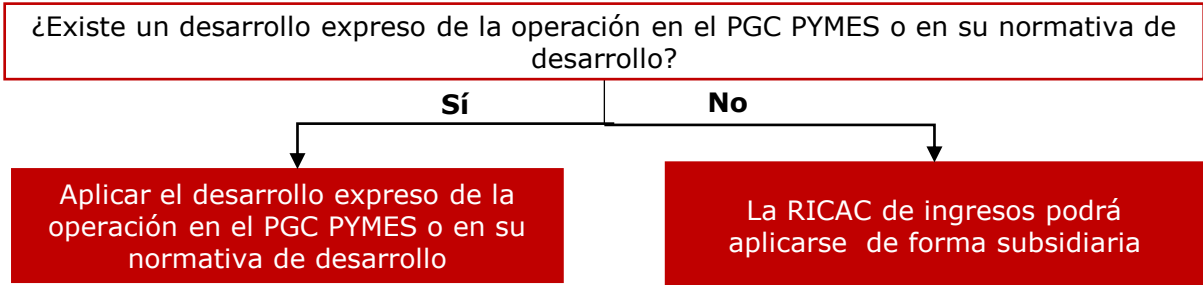 ¿Existe un desarrollo expreso de la operación en el PGC PYMES o en su normativa de
desarrollo?
Sí
No
Aplicar el desarrollo expreso de la
operación en el PGC PYMES o en su
normativa de desarrollo
La RICAC de ingresos podrá
aplicarse de forma subsidiaria